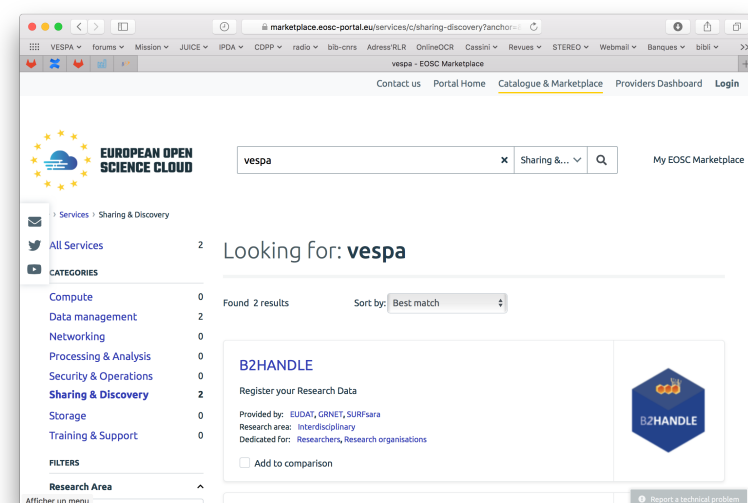 marketplace.eosc-portal.eu/services/c/sharing-discovery?anchor=
VESPA forums Mission JUICE IPDA CDPP radio bib-cnrs Adress'RLR OnlineOCR Cassini Revues STEREO Webmail Banques bibli
vespa - EOSC Marketplace
Contact us Portal Home Catalogue & Marketplace Providers Dashboard Login
EUROPEAN OPEN
SCIENCE CLOUD
vespa × Sharing &... My EOSC Marketplace
› Services › Sharing & Discovery
All Services 2
Looking for: vespa
CATEGORIES
Compute 0
Found 2 results Sort by: Best match
Data management 2
Networking 0
Processing & Analysis 0
Security & Operations 0
Sharing & Discovery 2
Storage 0
Training & Support 0
B2HANDLE
Register your Research Data
Provided by: EUDAT, GRNET, SURFsara
Research area: Interdisciplinary
Dedicated for: Researchers, Research organisations
Add to comparison
B2HANDLE
FILTERS
Research Area
Afficher un menu
Report a technical problem